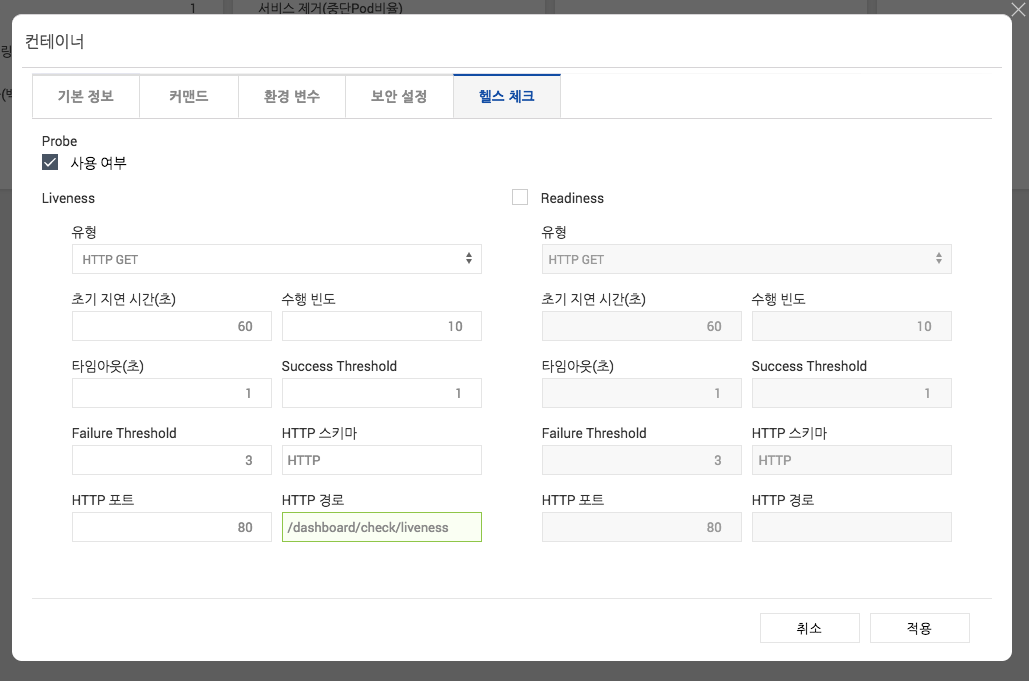 1 서비스 제거(중단Pod비율)
컨테이너
기본 정보 커맨드 환경 변수 보안 설정 헬스 체크
Probe
사용 여부
Liveness Readiness
유형 유형
HTTP GET HTTP GET
초기 지연 시간(초) 수행 빈도 초기 지연 시간(초) 수행 빈도
60 10 60 10
타임아웃(초) Success Threshold 타임아웃(초) Success Threshold
1 1 1 1
Failure Threshold HTTP 스키마 Failure Threshold HTTP 스키마
3 HTTP 3 HTTP
HTTP 포트 HTTP 경로 HTTP 포트 HTTP 경로
80 /dashboard/check/liveness 80
취소 적용